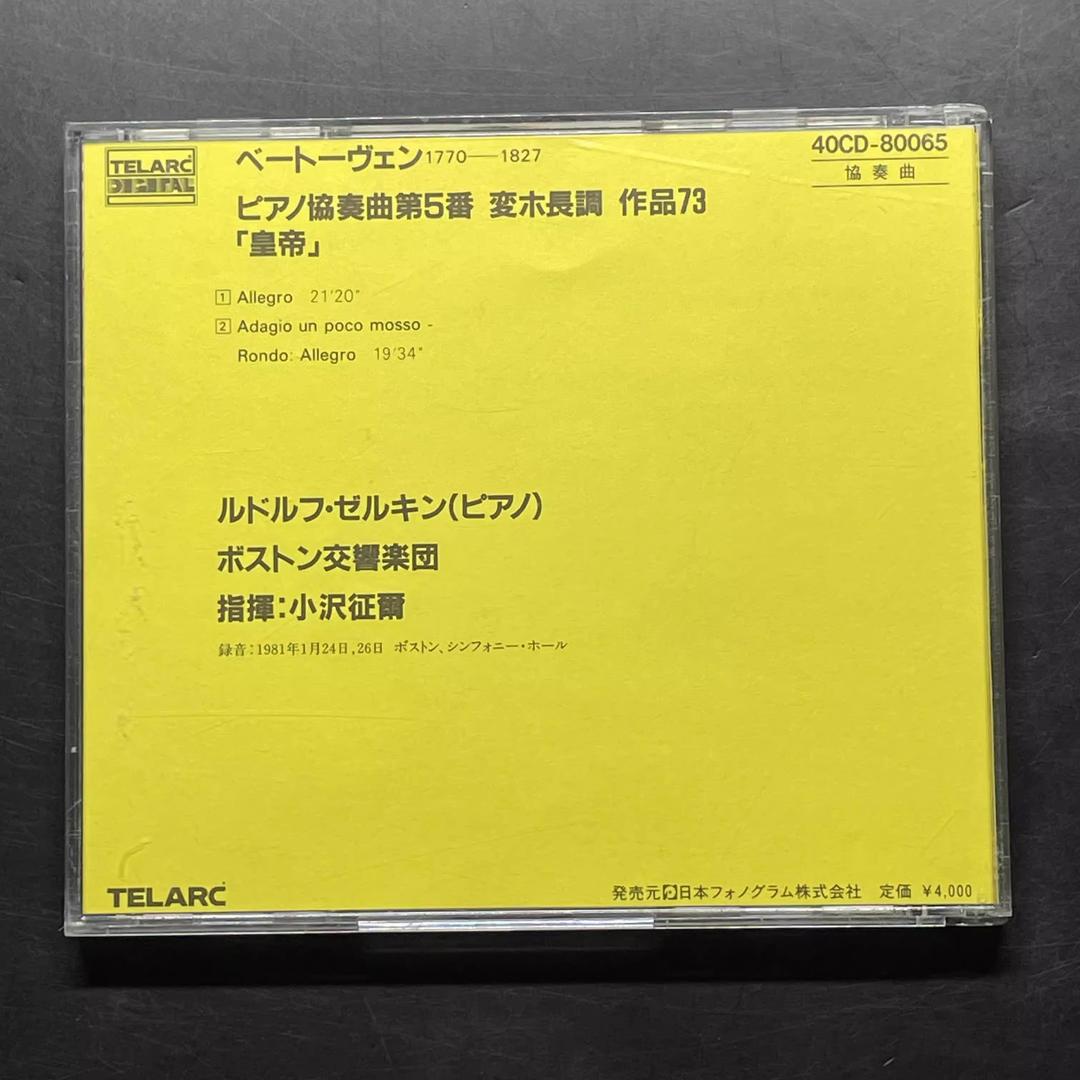 TELARC
DIGITAL
ベートーヴェン1770—1827
40CD-80065
協奏曲
ピアノ協奏曲第5番 変ホ長調 作品73
「皇帝」
1 Allegro 21'20"
2 Adagio un poco mosso -
Rondo: Allegro 19'34"
ルドルフ・ゼルキン(ピアノ)
ボストン交響楽団
指揮:小沢征爾
録音:1981年1月24日,26日 ボストン、シンフォニー・ホール
TELARC
発売元 日本フォノグラム株式会社 定価 ¥4,000